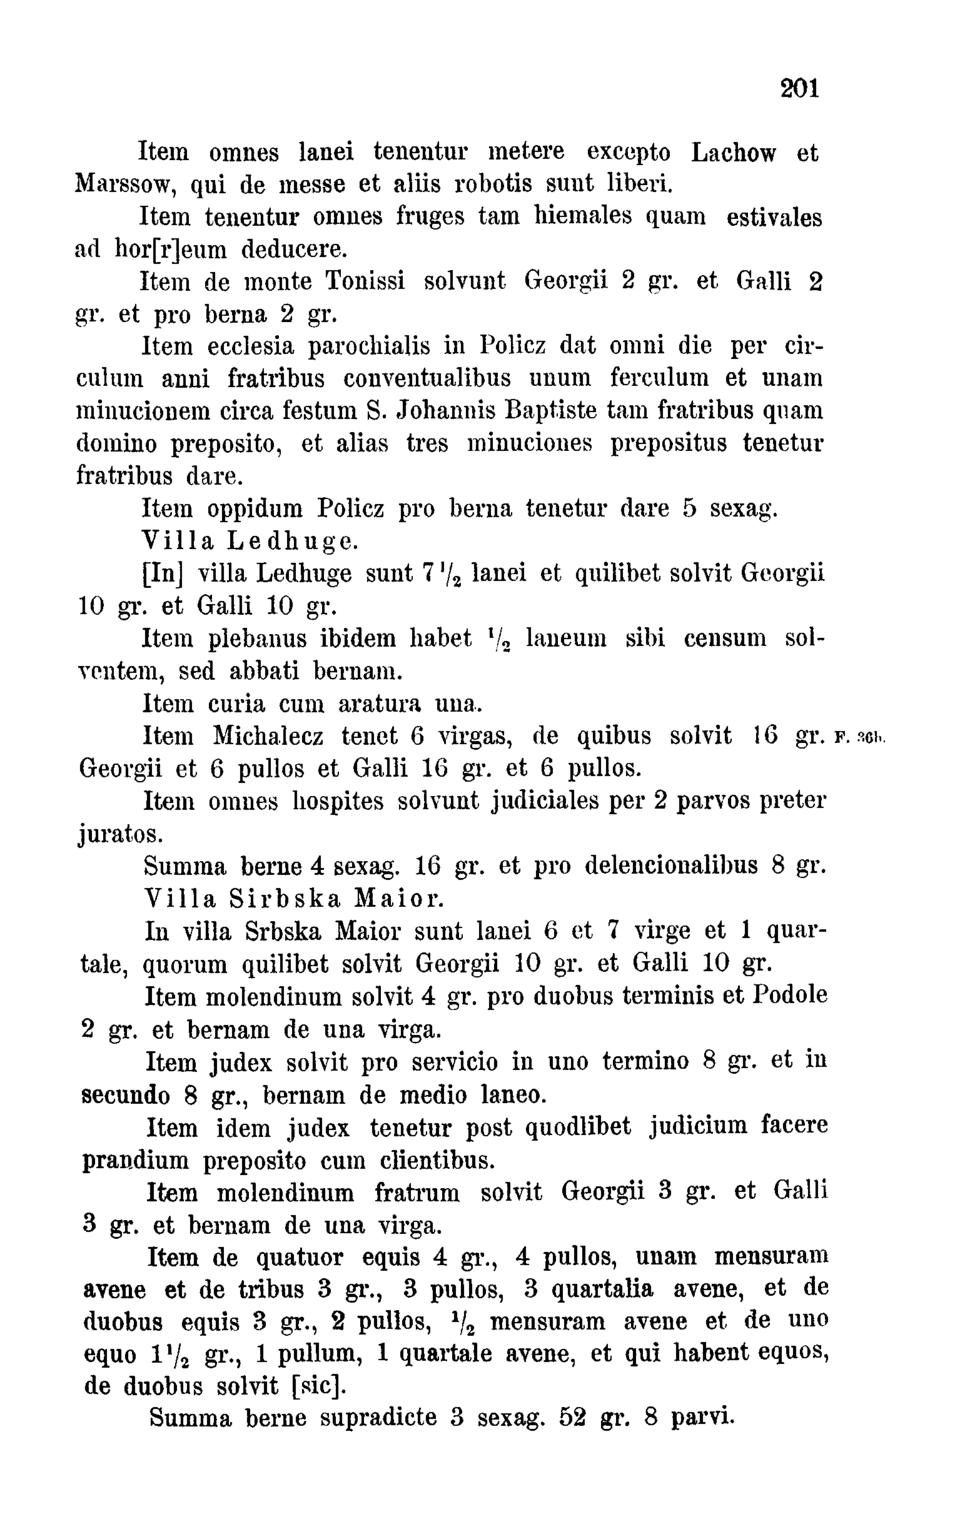 201
Item omnes lanei tenentur metere excepto Lachow et
Marssow, qui de messe et aliis robotis sunt liberi.
Item tenentur omnes fruges tam hiemales quam estivales
ad hor[r]eum deducere.
Item de monte Tonissi solvunt Georgii 2 gr. et Galli 2
gr. et pro berna 2 gr.
Item ecclesia parochialis in Policz dat omni die per cir-
culum anni fratribus conventualibus unum ferculum et unam
minucionem circa festum S. Johannis Baptiste tam fratribus quam
domino preposito, et alias tres minuciones prepositus tenetur
fratribus dare.
Item oppidum Policz pro berna tenetur dare 5 sexag.
Villa Ledhuge.
[In] villa Ledhuge sunt 7 1/2 lanei et quilibet solvit Georgii
10 gr. et Galli 10 gr.
Item plebanus ibidem habet 1/2 laneum sibi censum sol-
ventem, sed abbati bernam.
Item curia cum aratura una.
Item Michalecz tenet 6 virgas, de quibus solvit 16 gr. F. 36b.
Georgii et 6 pullos et Galli 16 gr. et 6 pullos.
Item omnes hospites solvunt judiciales per 2 parvos preter
juratos.
Summa berne 4 sexag. 16 gr. et pro delencionalibus 8 gr.
Villa Sirbska Maior.
In villa Srbska Maior sunt lanei 6 et 7 virge et 1 quar-
tale, quorum quilibet solvit Georgii 10 gr. et Galli 10 gr.
Item molendinum solvit 4 gr. pro duobus terminis et Podole
2 gr. et bernam de una virga.
Item judex solvit pro servicio in uno termino 8 gr. et in
secundo 8 gr., bernam de medio laneo.
Item idem judex tenetur post quodlibet judicium facere
prandium preposito cum clientibus.
Item molendinum fratrum solvit Georgii 3 gr. et Galli
3 gr. et bernam de una virga.
Item de quatuor equis 4 gr., 4 pullos, unam mensuram
avene et de tribus 3 gr., 3 pullos, 3 quartalia avene, et de
duobus equis 3 gr., 2 pullos, 1/2 mensuram avene et de uno
equo 1 1/2 gr., 1 pullum, 1 quartale avene, et qui habent equos,
de duobus solvit [sic].
Summa berne supradicte 3 sexag. 52 gr. 8 parvi.